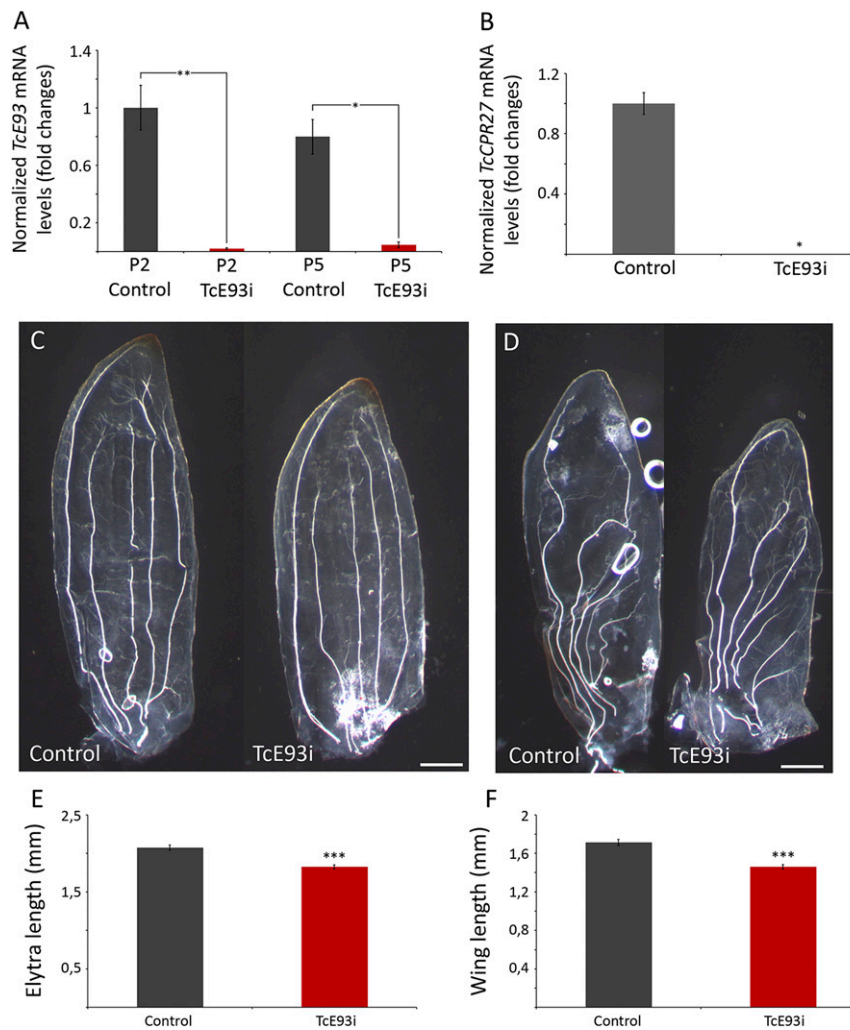 A
Normalized TcE93 mRNA
levels (fold changes)
1.4
1
0.6
0.2
**
*
P2
Control
P2
TcE93i
P5
Control
P5
TcE93i
B
Normalized TcCPR27 mRNA
levels (fold changes)
1.2
0.8
0.4
*
Control
TcE93i
C
Control
TcE93i
D
Control
TcE93i
E
Elytra length (mm)
2,5
1,5
0,5
***
Control
TcE93i
F
Wing length (mm)
2
1,6
1,2
0,8
0,4
***
Control
TcE93i